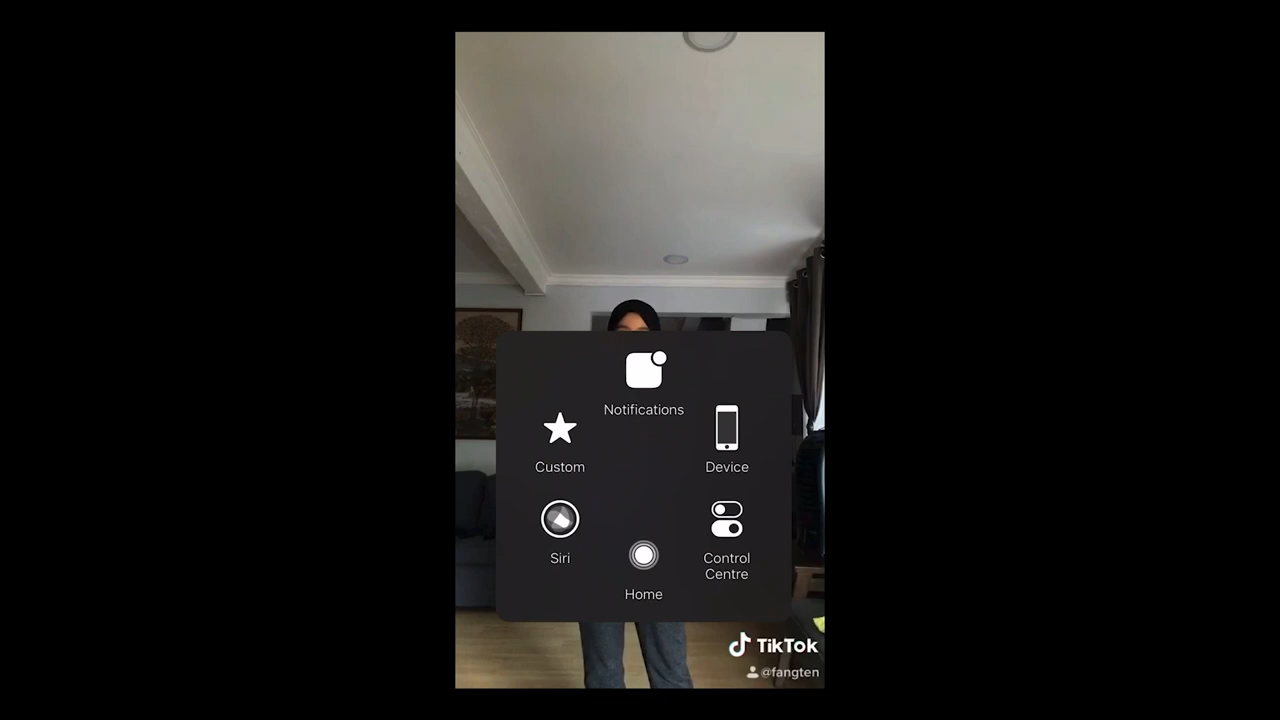 Notifications
Custom
Device
Siri
Control
Centre
Home
TikTok
@fangten